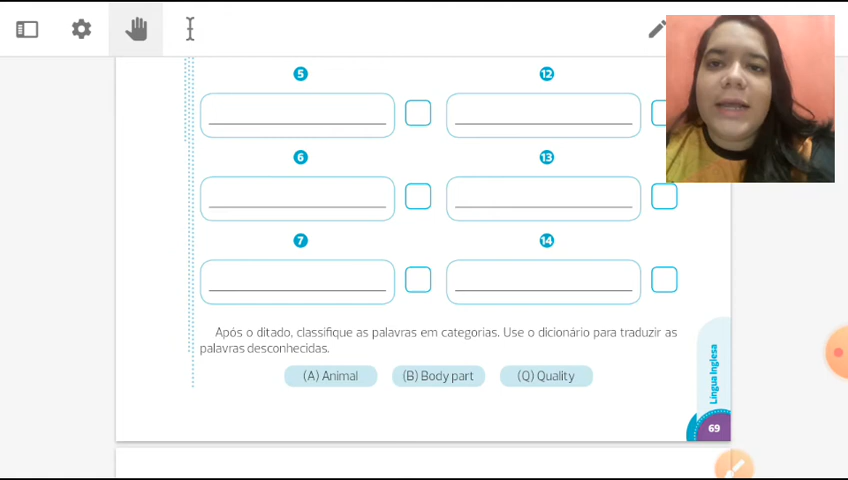 5
12
6
13
7
14
Após o ditado, classifique as palavras em categorias. Use o dicionário para traduzir as
palavras desconhecidas.
(A) Animal (B) Body part (Q) Quality
Língua Inglesa
69